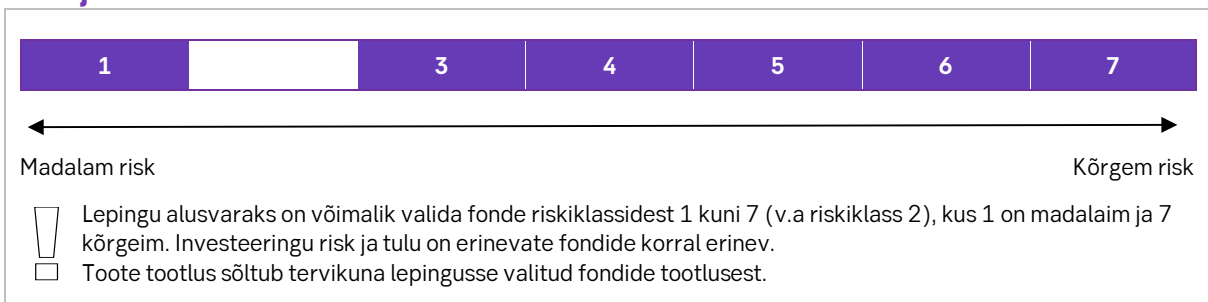 1 3 4 5 6 7
Madalam risk Kõrgem risk
Lepingu alusvaraks on võimalik valida fonde riskiklassidest 1 kuni 7 (v.a riskiklass 2), kus 1 on madalaim ja 7
kõrgeim. Investeeringu risk ja tulu on erinevate fondide korral erinev.
Toote tootlus sõltub tervikuna lepingusse valitud fondide tootlusest.